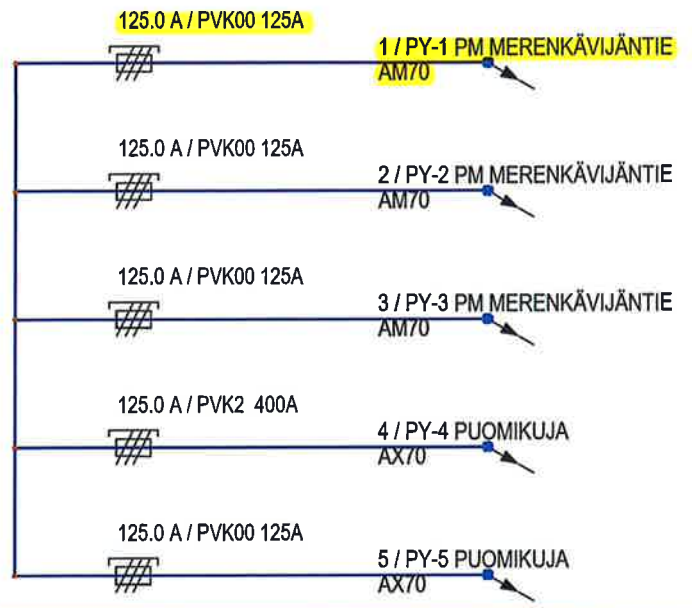 125.0 A / PVK00 125A
1 / PY-1 PM MERENKÄVIJÄNTIE
AM70
125.0 A / PVK00 125A
2 / PY-2 PM MERENKÄVIJÄNTIE
AM70
125.0 A / PVK00 125A
3 / PY-3 PM MERENKÄVIJÄNTIE
AM70
125.0 A / PVK2 400A
4 / PY-4 PUOMIKUJA
AX70
125.0 A / PVK00 125A
5 / PY-5 PUOMIKUJA
AX70